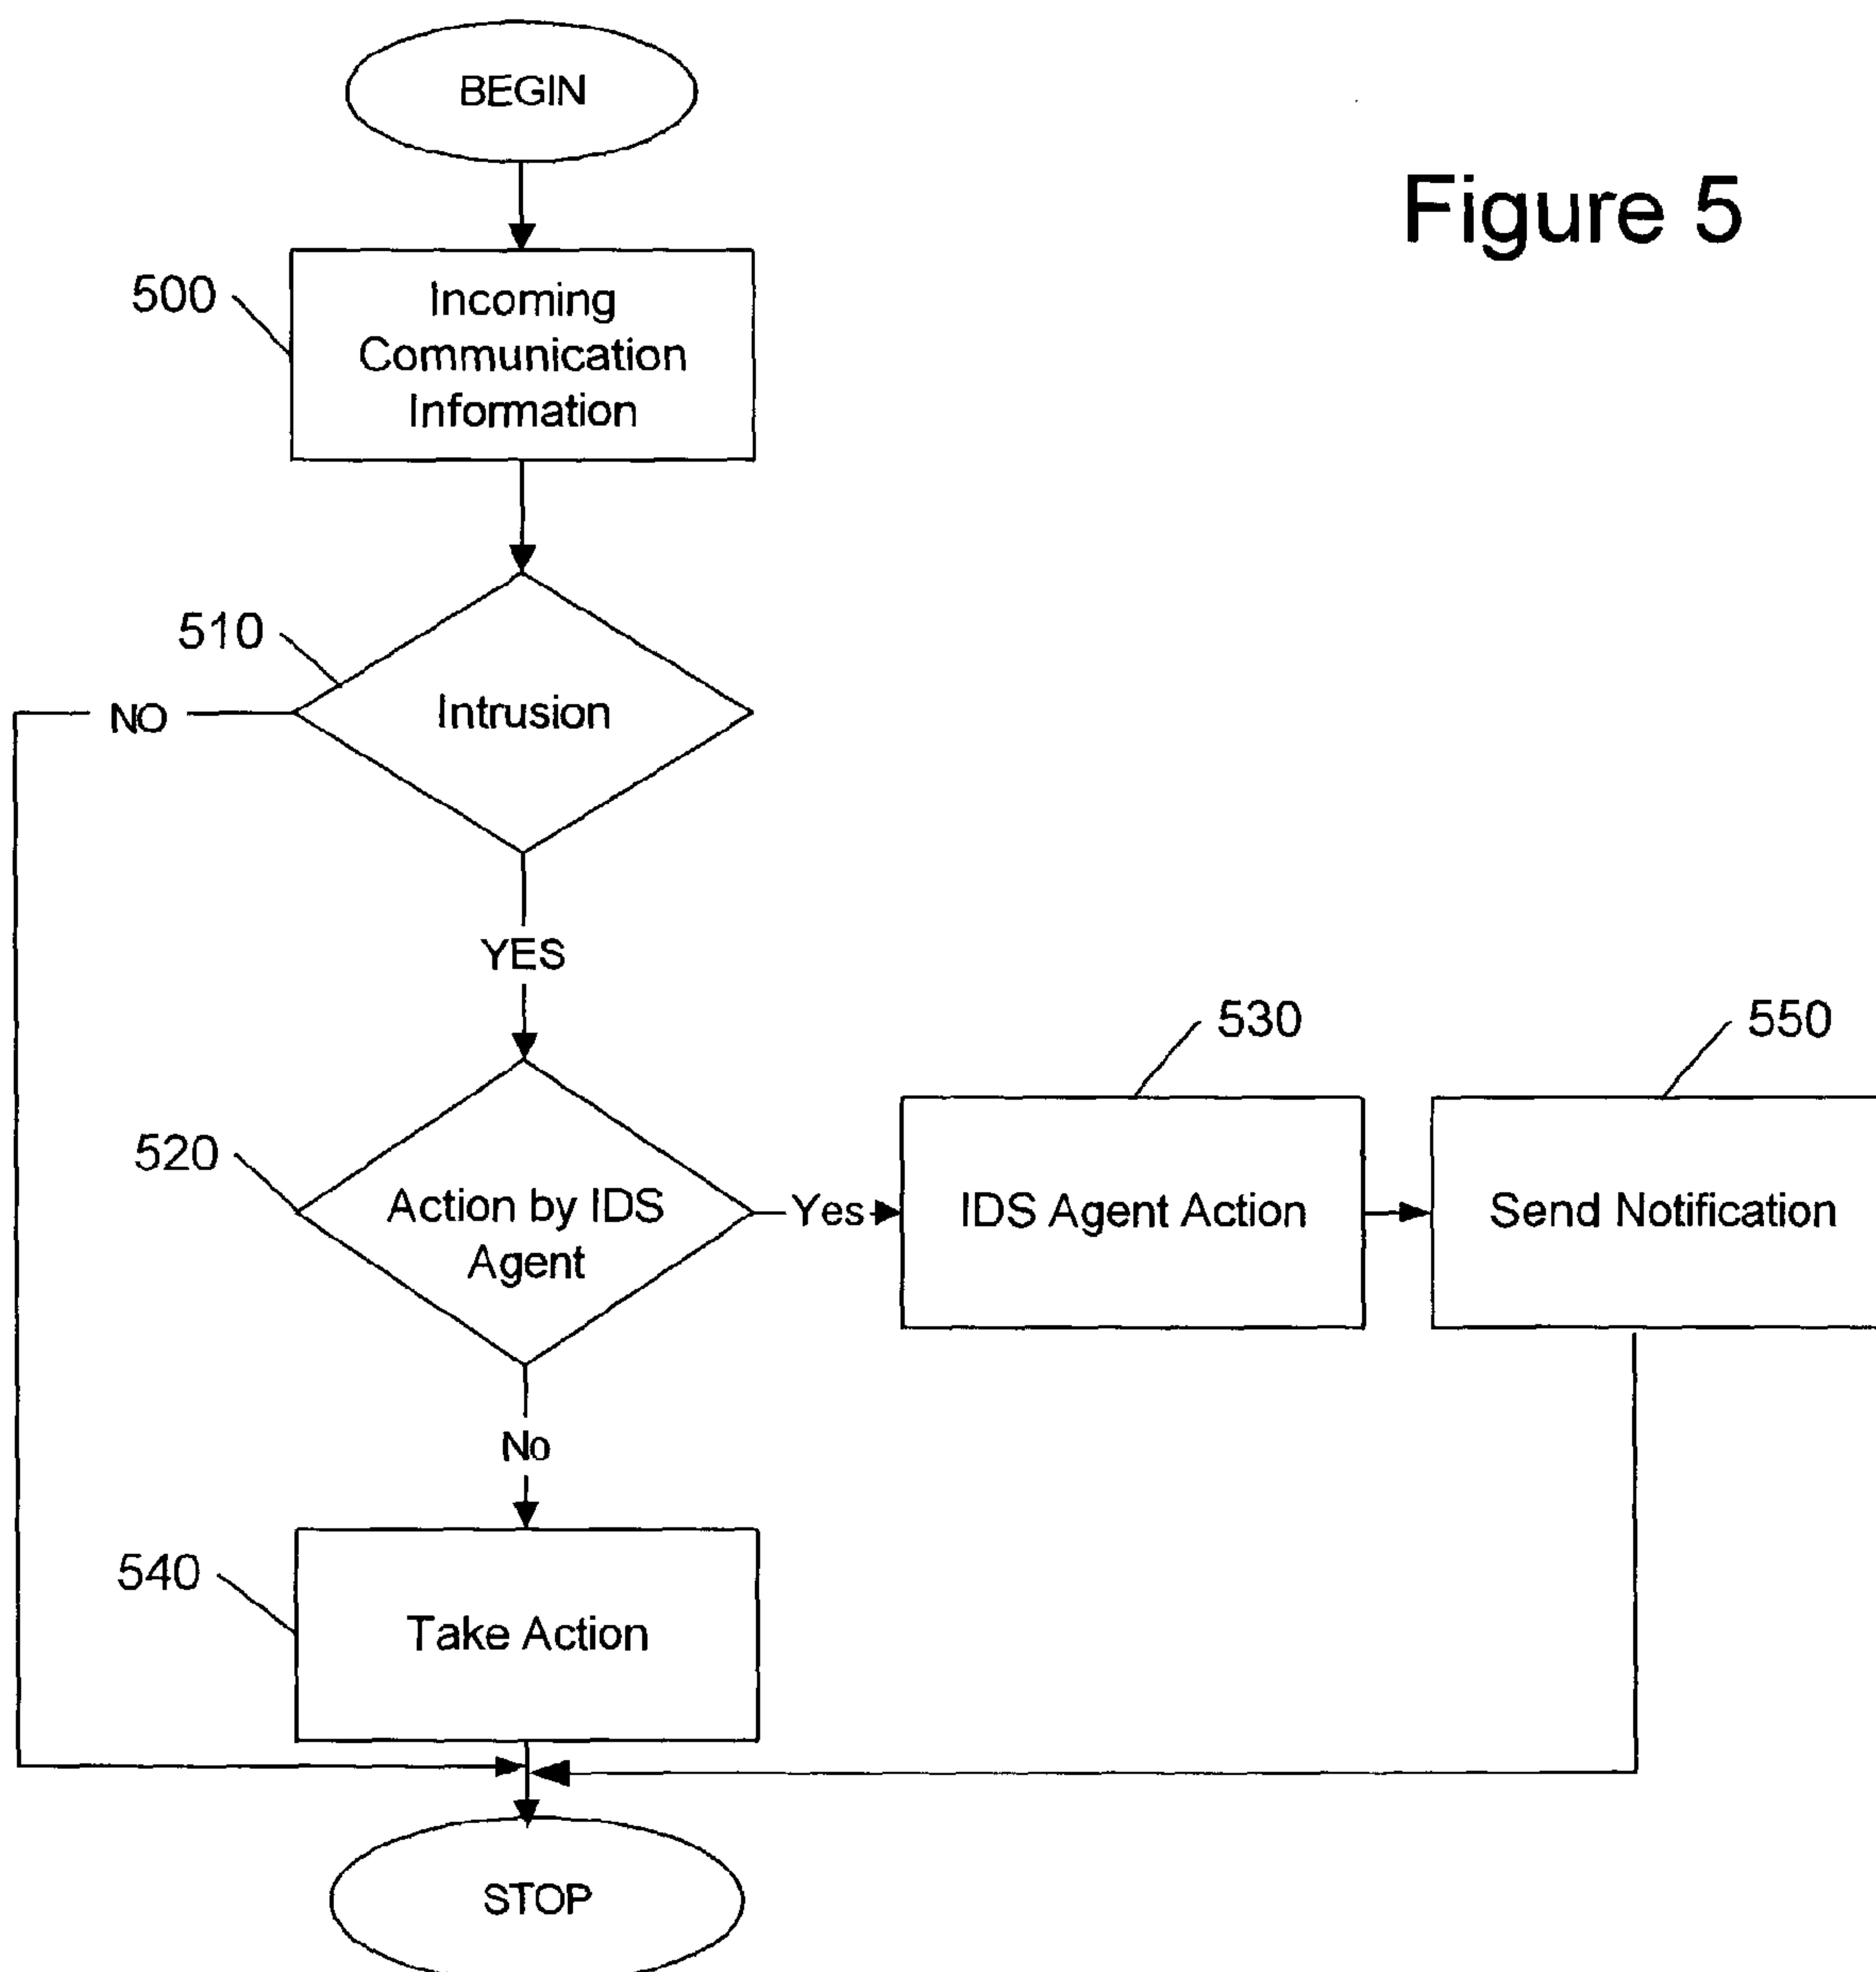 BEGIN
Figure 5
500
Incoming
Communication
Information
510
NO
Intrusion
YES
530
550
520
Action by IDS
Agent
Yes
IDS Agent Action
Send Notification
No
540
Take Action
STOP